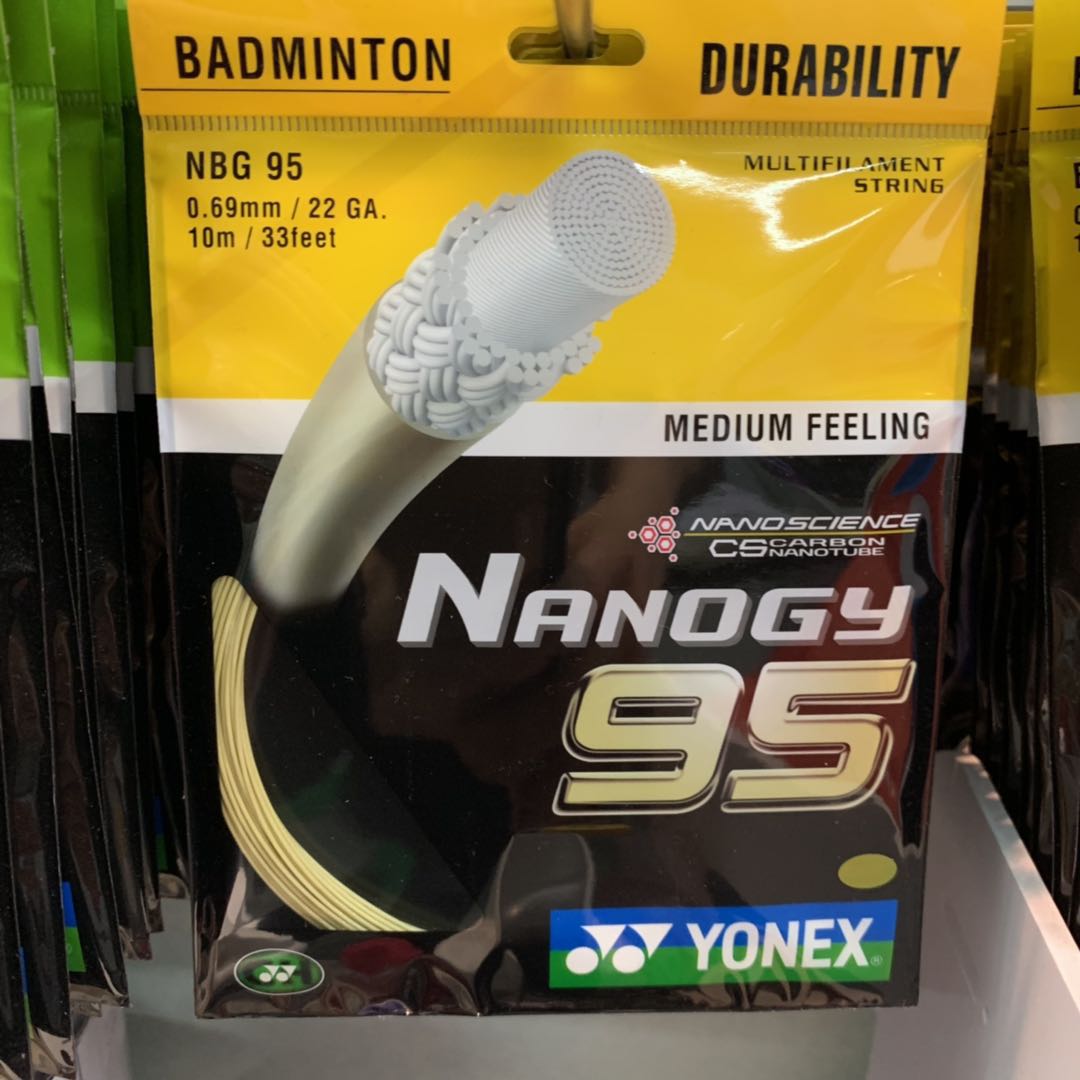 BADMINTON
DURABILITY
NBG 95
0.69mm / 22 GA.
10m / 33feet
MULTIFILAMENT
STRING
MEDIUM FEELING
NANOSCIENCE
CS CARBON
NANOTUBE
NANOGY
95
YONEX®